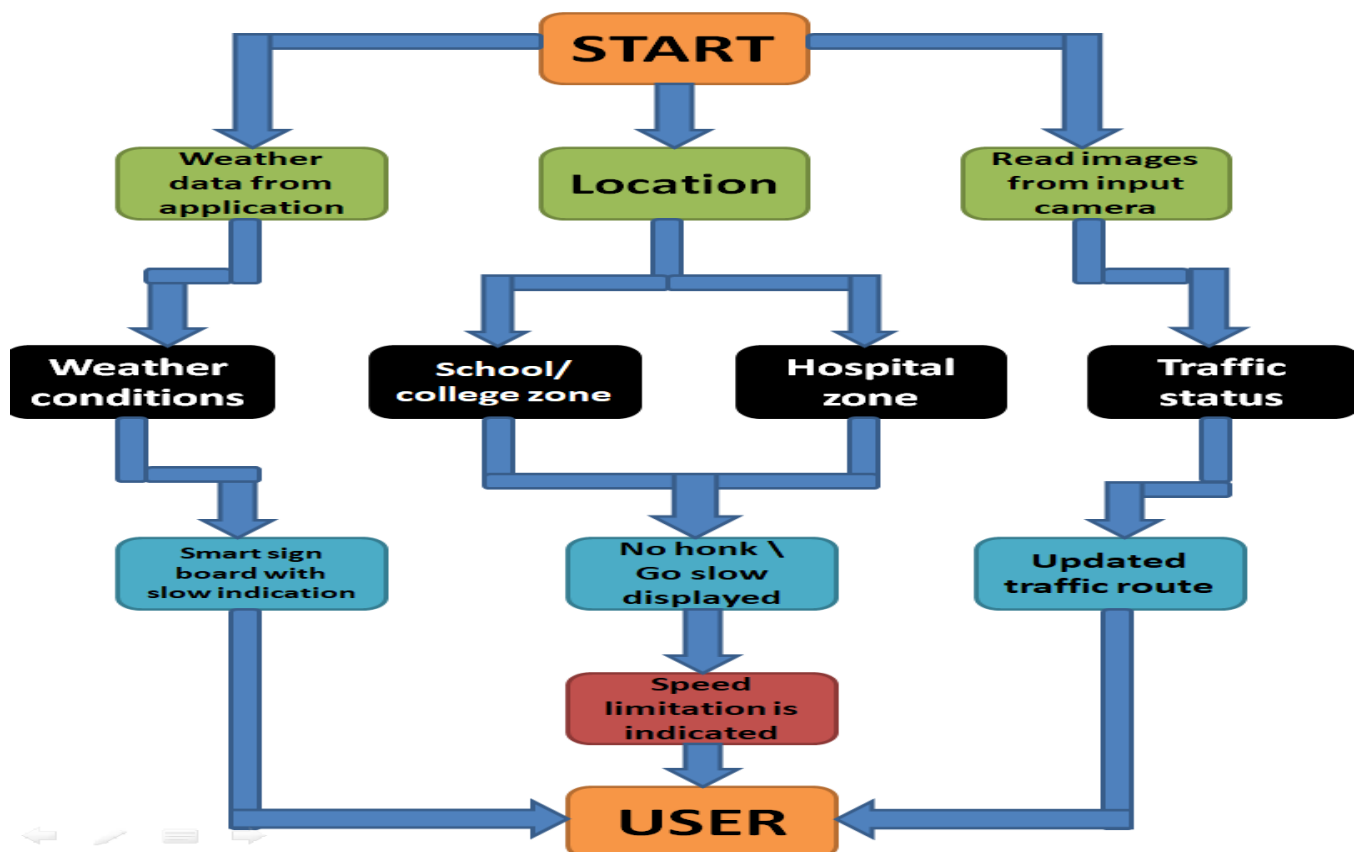 START
Weather
data from
application
Location
Read images
from input
camera
Weather
conditions
School/
college zone
Hospital
zone
Traffic
status
Smart sign
board with
slow indication
No honk \
Go slow
displayed
Updated
traffic route
Speed
limitation is
indicated
USER